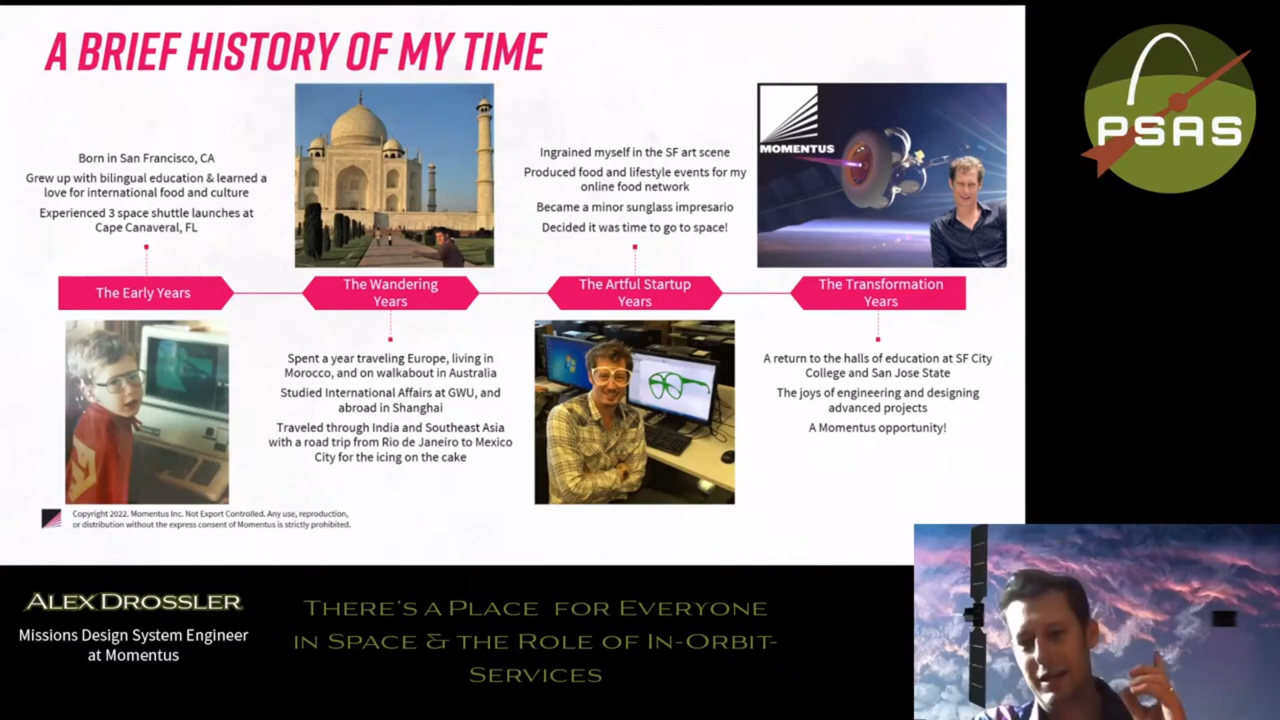 A BRIEF HISTORY OF MY TIME
PSAS
Born in San Francisco, CA
Grew up with bilingual education & learned a
love for international food and culture
Experienced 3 space shuttle launches at
Cape Canaveral, FL
Ingrained myself in the SF art scene
Produced food and lifestyle events for my
online food network
Became a minor sunglass impresario
Decided it was time to go to space!
MOMENTUS
The Early Years
The Wandering
Years
The Artful Startup
Years
The Transformation
Years
Spent a year traveling Europe, living in
Morocco, and on walkabout in Australia
Studied International Affairs at GWU, and
abroad in Shanghai
Traveled through India and Southeast Asia
with a road trip from Rio de Janeiro to Mexico
City for the icing on the cake
A return to the halls of education at SF City
College and San Jose State
The joys of engineering and designing
advanced projects
A Momentus opportunity!
Copyright 2022. Momentus Inc. Not Export Controlled. Any use, reproduction,
or distribution without the express consent of Momentus is strictly prohibited.
ALEX DROSSLER
Missions Design System Engineer
at Momentus
THERE'S A PLACE FOR EVERYONE
IN SPACE & THE ROLE OF IN-ORBIT-
SERVICES